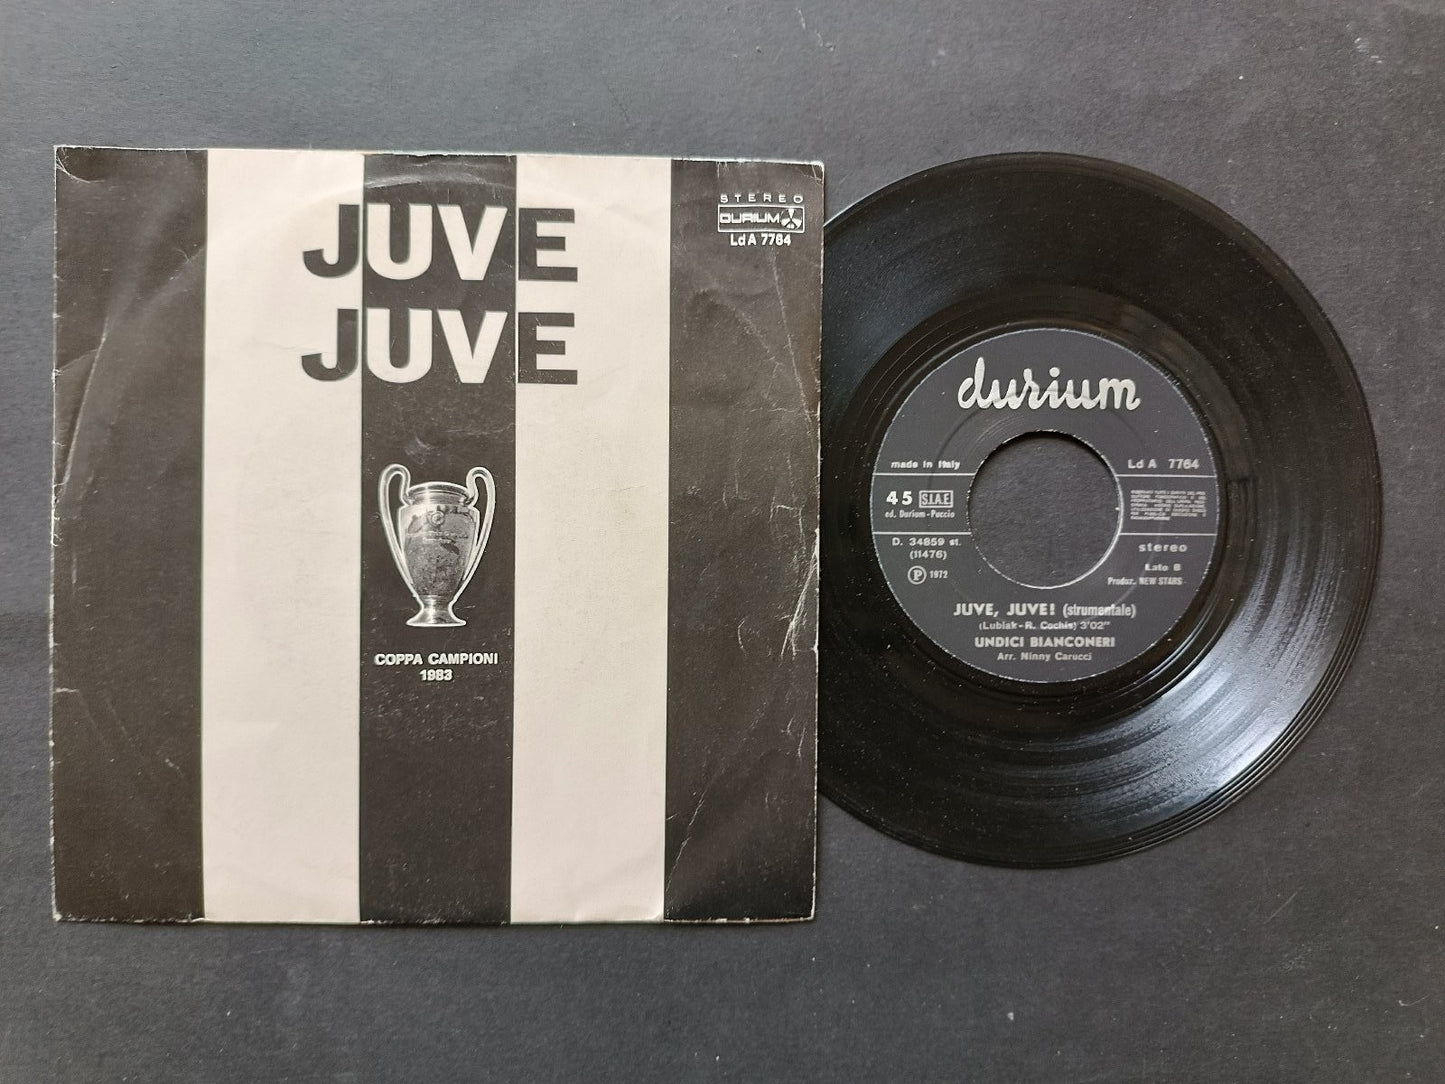 JUVE
JUVE
STEREO
DURIUM
Ld A 7764
COPPA CAMPIONI
1983
durium
made in Italy
Ld A 7764
45 S.I.A.E.
ed. Durium - Puccio
D. 34859 st.
(11476)
P 1972
stereo
Lato B
Produz. NEW STARS
JUVE, JUVE! (strumentale)
(Lubiak - R. Cochis) 3'02"
UNDICI BIANCONERI
Arr. Ninny Carucci